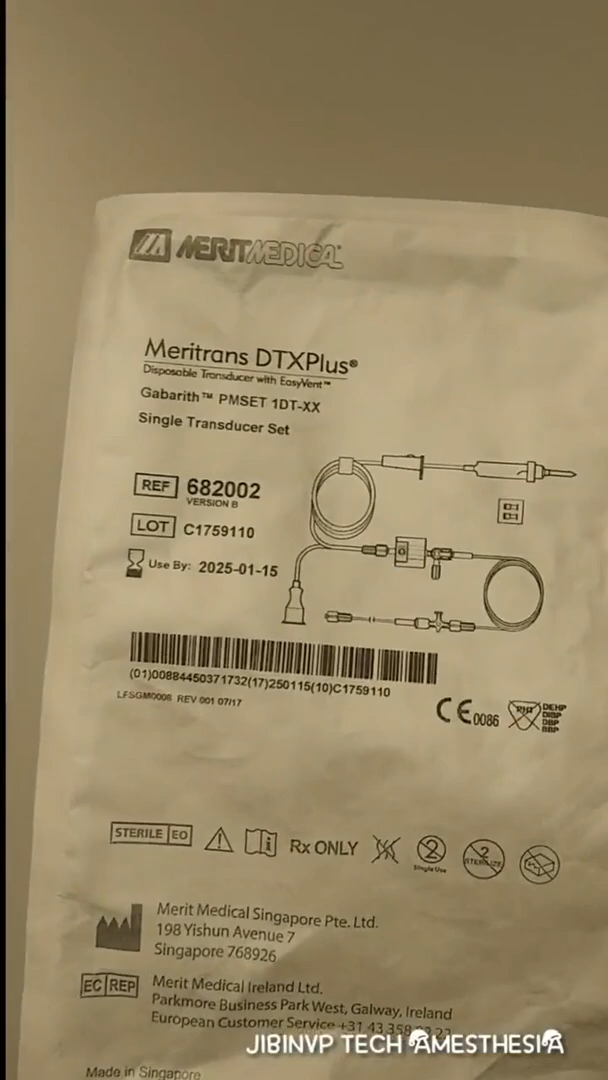 MERITMEDICAL®
Meritrans DTXPlus®
Disposable Transducer with EasyVent™
Gabarith™ PMSET 1DT-XX
Single Transducer Set
REF 682002
VERSION B
LOT C1759110
Use By: 2025-01-15
(01)00884450371732(17)250115(10)C1759110
LFSGM0008 REV 001 07/17
CE 0086
PHT
DEHP
DIBP
DBP
BBP
STERILE EO
Rx ONLY
2
Single Use
2
STERILIZE
Merit Medical Singapore Pte. Ltd.
198 Yishun Avenue 7
Singapore 768926
EC REP
Merit Medical Ireland Ltd.
Parkmore Business Park West, Galway, Ireland
European Customer Service +31 43 358
JIBINVP TECH AMESTHESIA
Made in Singapore